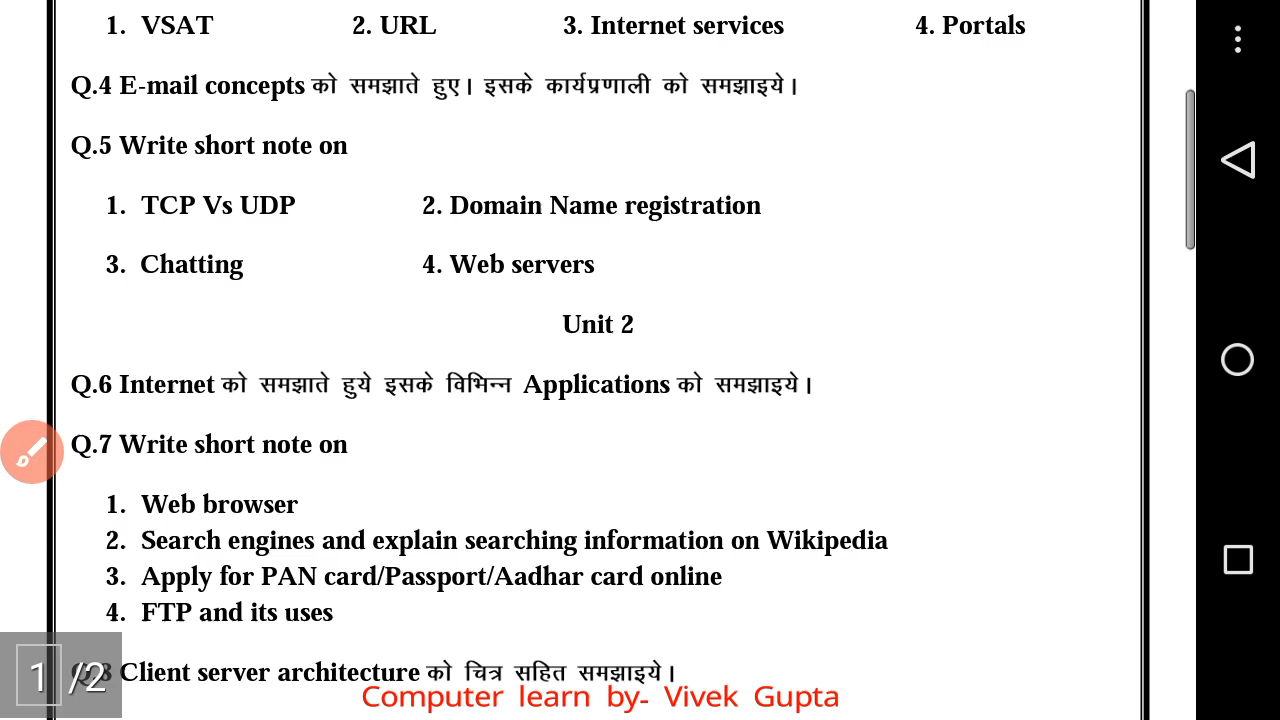 1. VSAT 2. URL 3. Internet services 4. Portals
Q.4 E-mail concepts को समझाते हुए। इसके कार्यप्रणाली को समझाइये।
Q.5 Write short note on
1. TCP Vs UDP 2. Domain Name registration
3. Chatting 4. Web servers
Unit 2
Q.6 Internet को समझाते हुये इसके विभिन्न Applications को समझाइये।
Q.7 Write short note on
1. Web browser
2. Search engines and explain searching information on Wikipedia
3. Apply for PAN card/Passport/Aadhar card online
4. FTP and its uses
Q.8 Client server architecture को चित्र सहित समझाइये।
1 /2
Computer learn by- Vivek Gupta